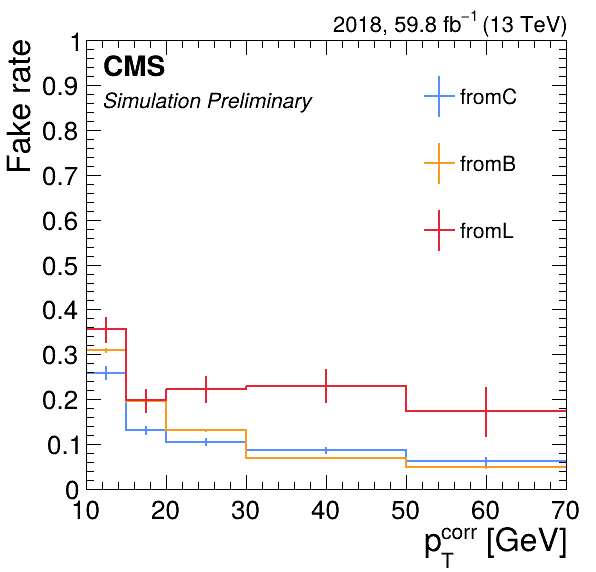 2018, 59.8 fb⁻¹ (13 TeV)
CMS
Simulation Preliminary
fromC
fromB
fromL
Fake rate
1
0.9
0.8
0.7
0.6
0.5
0.4
0.3
0.2
0.1
0
10 20 30 40 50 60 70
p_T^corr [GeV]